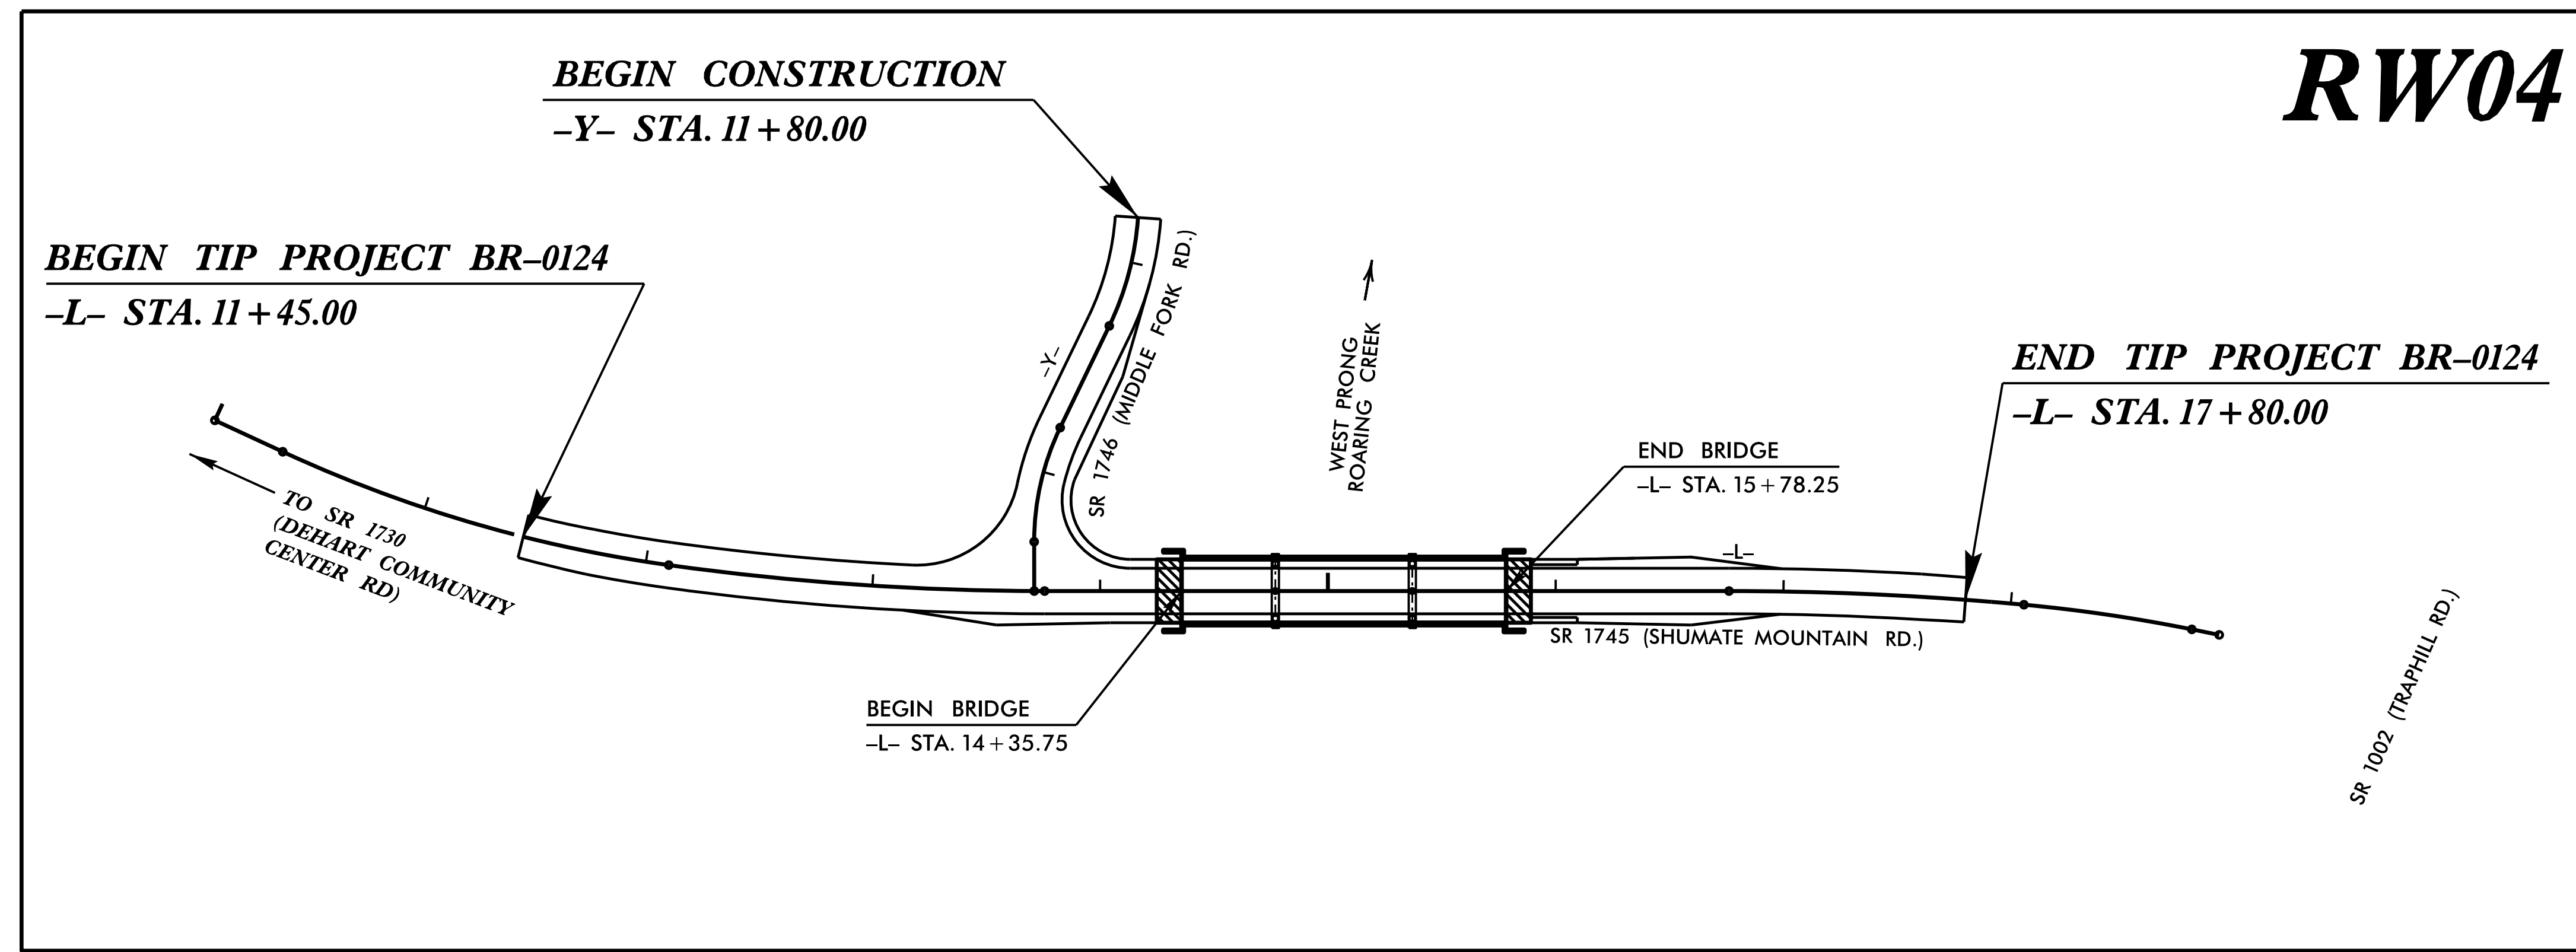 RW04
BEGIN CONSTRUCTION
–Y– STA. 11+80.00
BEGIN TIP PROJECT BR–0124
–L– STA. 11+45.00
TO SR 1730
(DEHART COMMUNITY
CENTER RD)
–Y–
SR 1746 (MIDDLE FORK RD.)
WEST PRONG
ROARING CREEK
END TIP PROJECT BR–0124
–L– STA. 17+80.00
END BRIDGE
–L– STA. 15+78.25
–L–
SR 1745 (SHUMATE MOUNTAIN RD.)
BEGIN BRIDGE
–L– STA. 14+35.75
SR 1002 (TRAPHILL RD.)